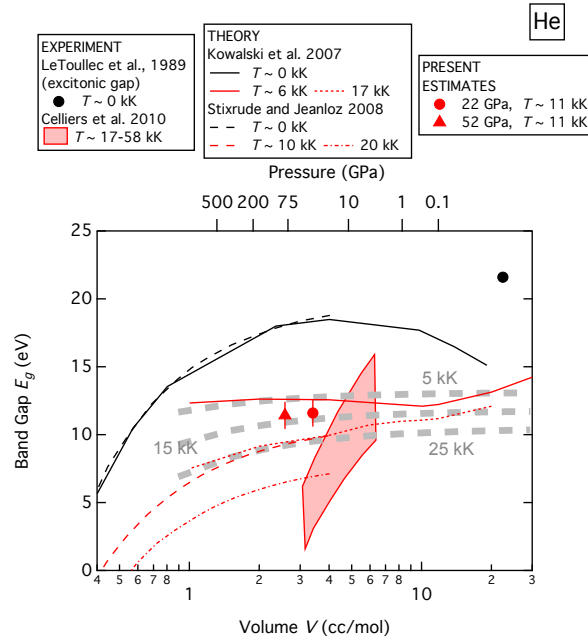 He
EXPERIMENT
LeToullec et al., 1989
(excitonic gap)
T ~ 0 kK
Celliers et al. 2010
T ~ 17-58 kK
THEORY
Kowalski et al. 2007
T ~ 0 kK
T ~ 6 kK 17 kK
Stixrude and Jeanloz 2008
T ~ 0 kK
T ~ 10 kK 20 kK
PRESENT
ESTIMATES
22 GPa, T ~ 11 kK
52 GPa, T ~ 11 kK
Pressure (GPa)
500 200 75 10 1 0.1
25
20
15
10
5
0
Band Gap Eg (eV)
5 kK
15 kK
25 kK
4 5 6 7 8 2 3 4 5 6 7 8 2 3
1 10
Volume V (cc/mol)